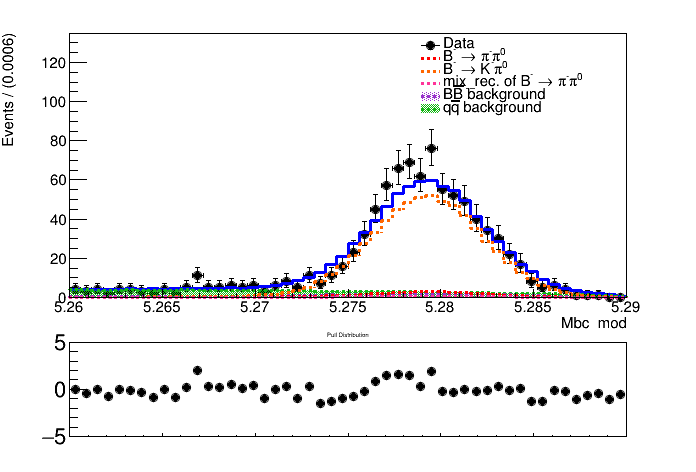 Events / (0.0006)
120
100
80
60
40
20
0
Data
B⁻ → π⁻π⁰
B⁻ → K⁻π⁰
mix_rec. of B⁻ → π⁻π⁰
BB̅ background
qq̅ background
5.26 5.265 5.27 5.275 5.28 5.285 5.29
Mbc mod
Pull Distribution
5
0
−5